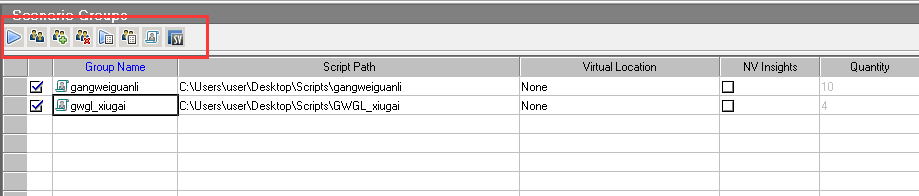 Scenario Groups
SV
Group Name Script Path Virtual Location NV Insights Quantity
gangweiguanli C:\Users\user\Desktop\Scripts\gangweiguanli None 10
gwgl_xiugai C:\Users\user\Desktop\Scripts\GWGL_xiugai None 4